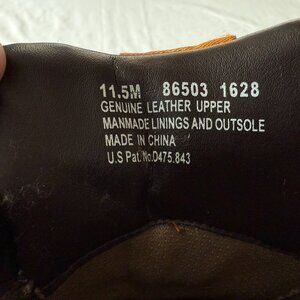 11.5M 86503 1628
GENUINE LEATHER UPPER
MANMADE LININGS AND OUTSOLE
MADE IN CHINA
U.S Pat. No.D475.843